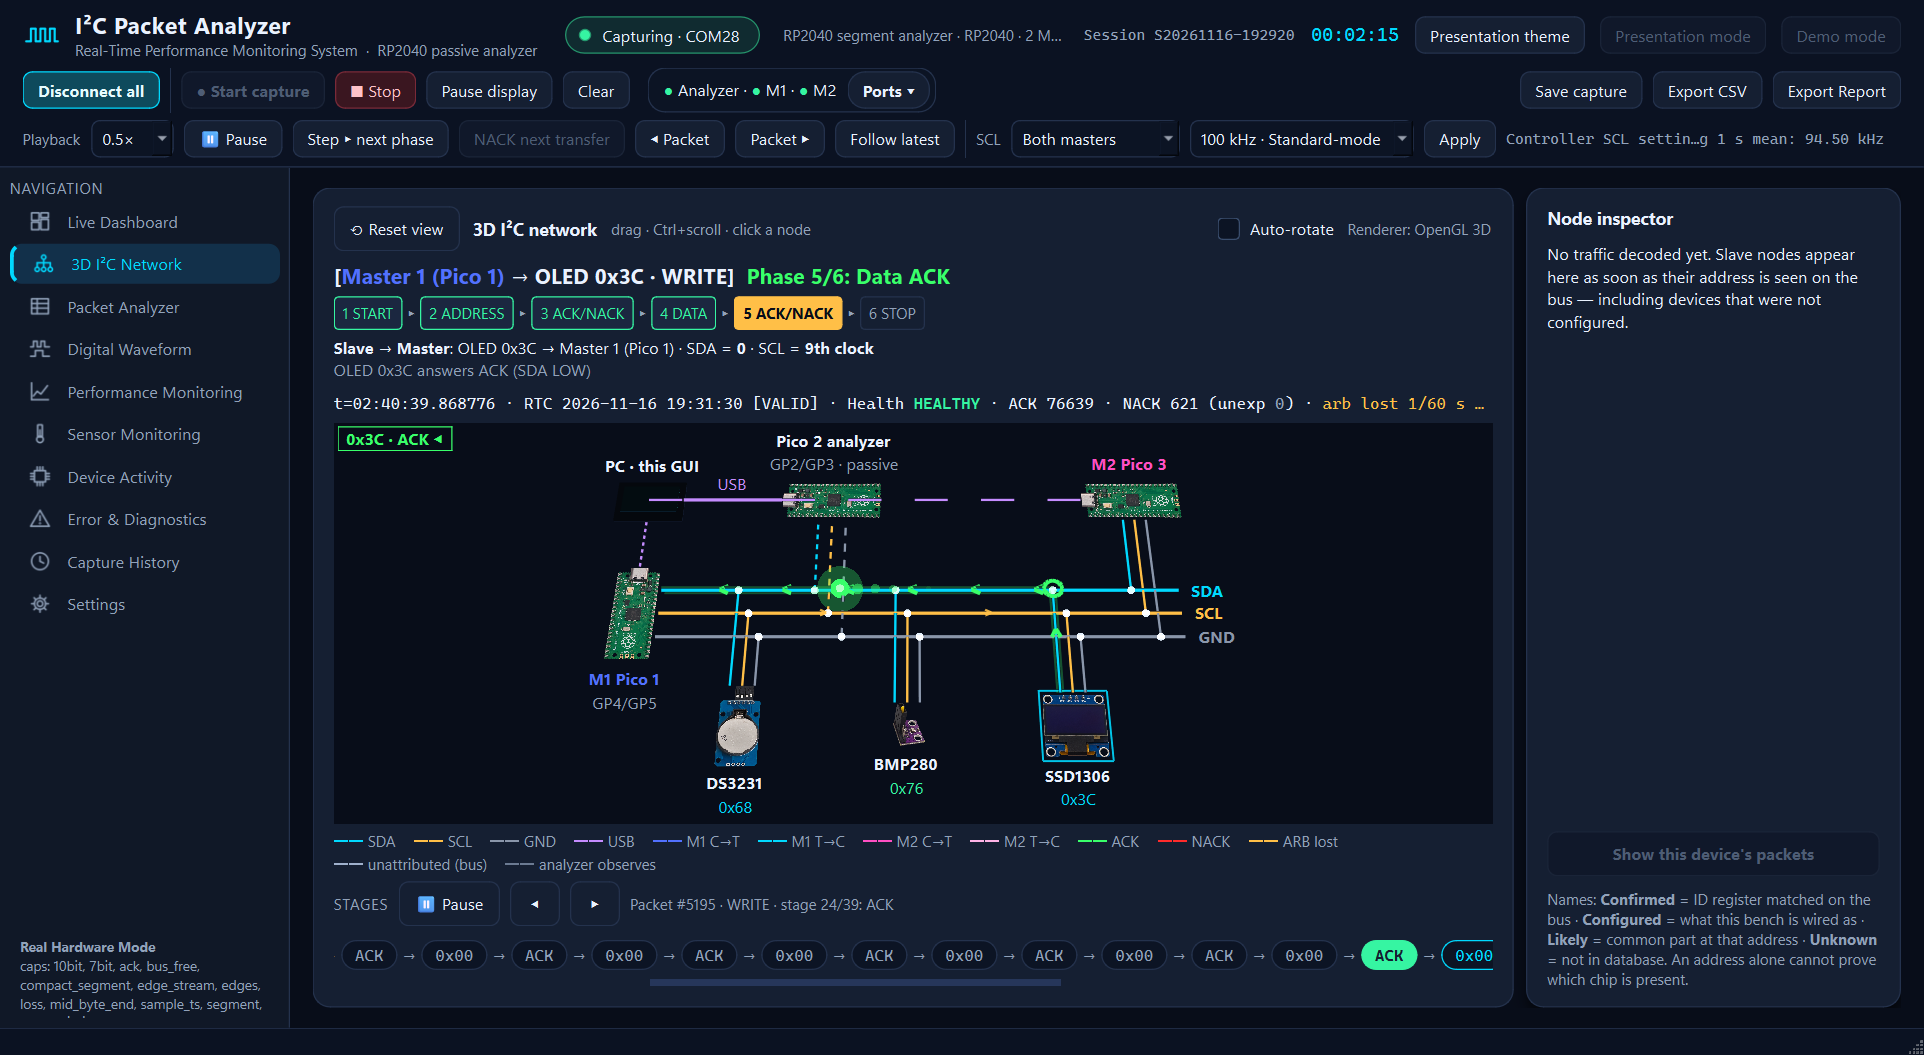 I²C Packet Analyzer
Real-Time Performance Monitoring System · RP2040 passive analyzer
Capturing · COM28
RP2040 segment analyzer · RP2040 · 2 M…
Session S20261116-192920 00:02:15
Presentation theme
Presentation mode
Demo mode
Disconnect all
● Start capture
Stop
Pause display
Clear
● Analyzer · ● M1 · ● M2
Ports ▾
Save capture
Export CSV
Export Report
Playback
0.5×
Pause
Step ▸ next phase
NACK next transfer
◂ Packet
Packet ▸
Follow latest
SCL
Both masters
100 kHz · Standard-mode
Apply
Controller SCL settin…g 1 s mean: 94.50 kHz
NAVIGATION
Live Dashboard
3D I²C Network
Packet Analyzer
Digital Waveform
Performance Monitoring
Sensor Monitoring
Device Activity
Error & Diagnostics
Capture History
Settings
Real Hardware Mode
caps: 10bit, 7bit, ack, bus_free,
compact_segment, edge_stream, edges,
loss, mid_byte_end, sample_ts, segment,
⟲ Reset view
3D I²C network
drag · Ctrl+scroll · click a node
Auto-rotate
Renderer: OpenGL 3D
[Master 1 (Pico 1) → OLED 0x3C · WRITE] Phase 5/6: Data ACK
1 START ▸ 2 ADDRESS ▸ 3 ACK/NACK ▸ 4 DATA ▸ 5 ACK/NACK ▸ 6 STOP
Slave → Master: OLED 0x3C → Master 1 (Pico 1) · SDA = 0 · SCL = 9th clock
OLED 0x3C answers ACK (SDA LOW)
t=02:40:39.868776 · RTC 2026-11-16 19:31:30 [VALID] · Health HEALTHY · ACK 76639 · NACK 621 (unexp 0) · arb lost 1/60 s …
0x3C · ACK ◂
Pico 2 analyzer
GP2/GP3 · passive
PC · this GUI
USB
M2 Pico 3
SDA
SCL
GND
M1 Pico 1
GP4/GP5
DS3231
0x68
BMP280
0x76
SSD1306
0x3C
SDA
SCL
GND
USB
M1 C→T
M1 T→C
M2 C→T
M2 T→C
ACK
NACK
ARB lost
unattributed (bus)
analyzer observes
STAGES
Pause
◂
▸
Packet #5195 · WRITE · stage 24/39: ACK
ACK → 0x00 → ACK → 0x00 → ACK → 0x00 → ACK → 0x00 → ACK → 0x00 → ACK → 0x00 → ACK → 0x00
Node inspector
No traffic decoded yet. Slave nodes appear
here as soon as their address is seen on the
bus — including devices that were not
configured.
Show this device's packets
Names: Confirmed = ID register matched on the
bus · Configured = what this bench is wired as ·
Likely = common part at that address · Unknown
= not in database. An address alone cannot prove
which chip is present.